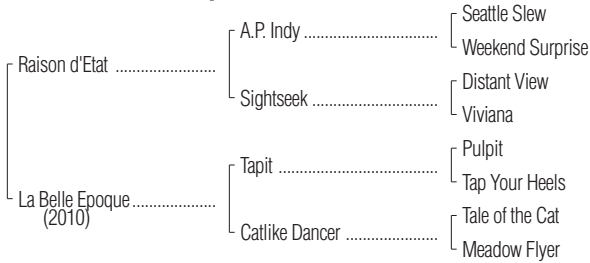 Seattle Slew
A.P. Indy ..................................
Weekend Surprise
Raison d'Etat .........................
Distant View
Sightseek ................................
Viviana
Pulpit
Tapit .......................................
Tap Your Heels
La Belle Epoque.....................
(2010)
Tale of the Cat
Catlike Dancer .......................
Meadow Flyer